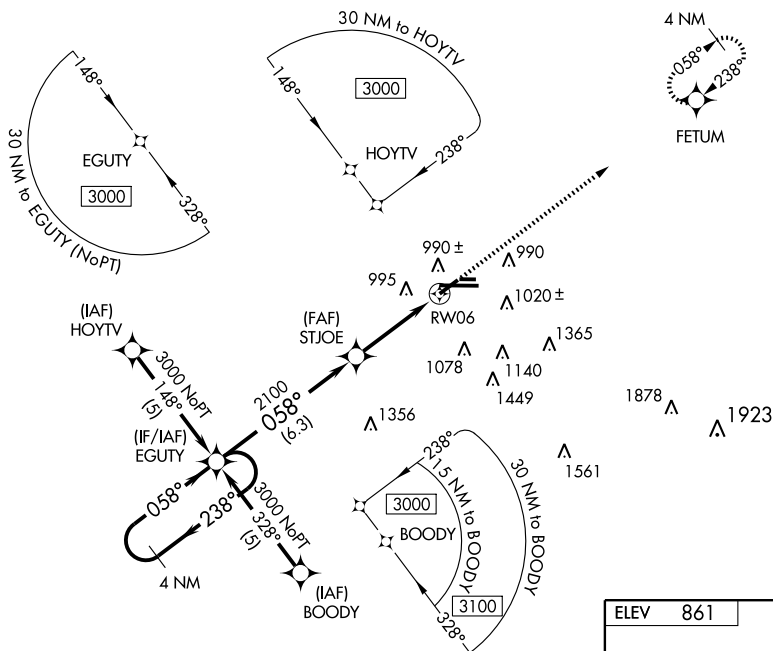 30 NM to HOYTV
148°
3000
HOYTV
238°
4 NM
058°
238°
FETUM
148°
EGUTY
3000
328°
30 NM to EGUTY (NoPT)
990 ±
990
995
1020 ±
RW06
1365
1078
1140
1449
1878
1923
1356
1561
(IAF)
HOYTV
3000 NoPT
148°
(5)
(FAF)
STJOE
2100
058°
(6.3)
(IF/IAF)
EGUTY
058°
238°
4 NM
3000 NoPT
328°
(5)
(IAF)
BOODY
238°
15 NM to BOODY
30 NM to BOODY
3000
BOODY
3100
328°
ELEV 861